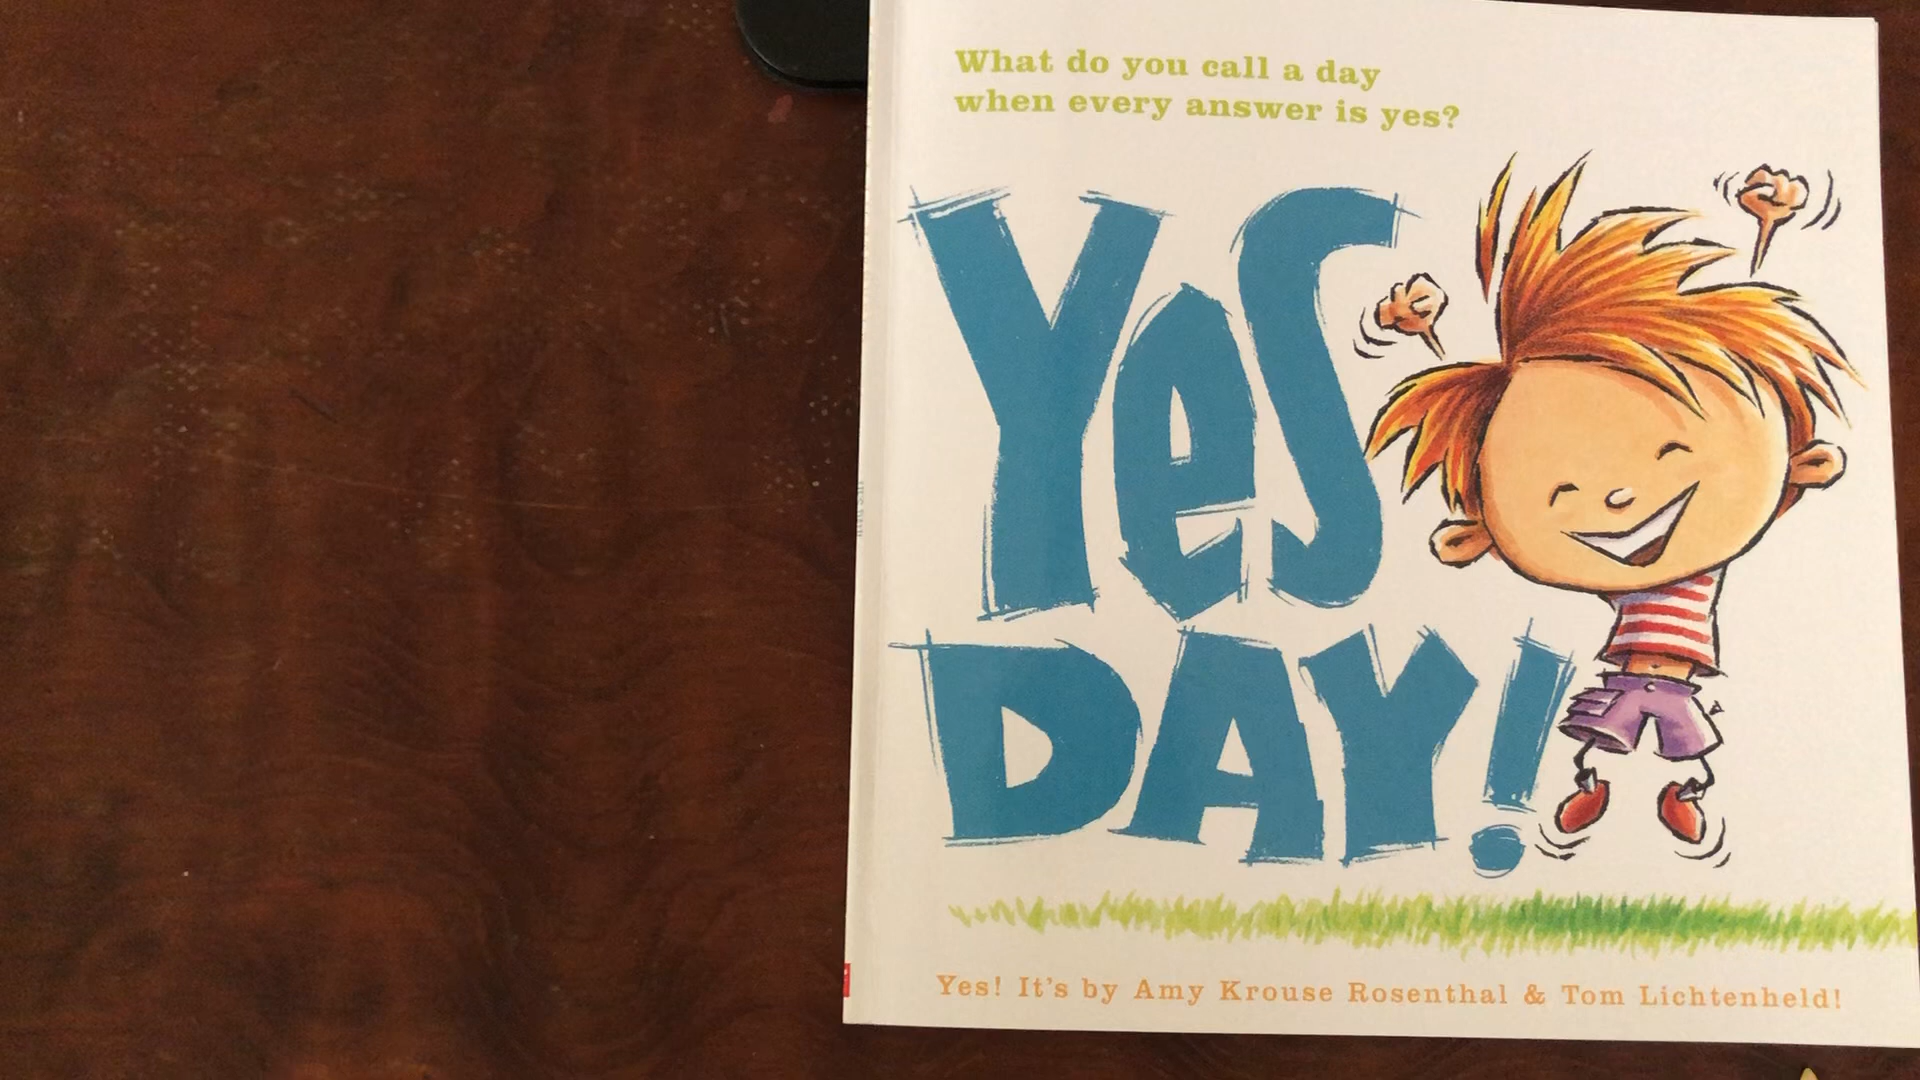 What do you call a day
when every answer is yes?
YeS
DAY!
Yes! It's by Amy Krouse Rosenthal & Tom Lichtenheld!